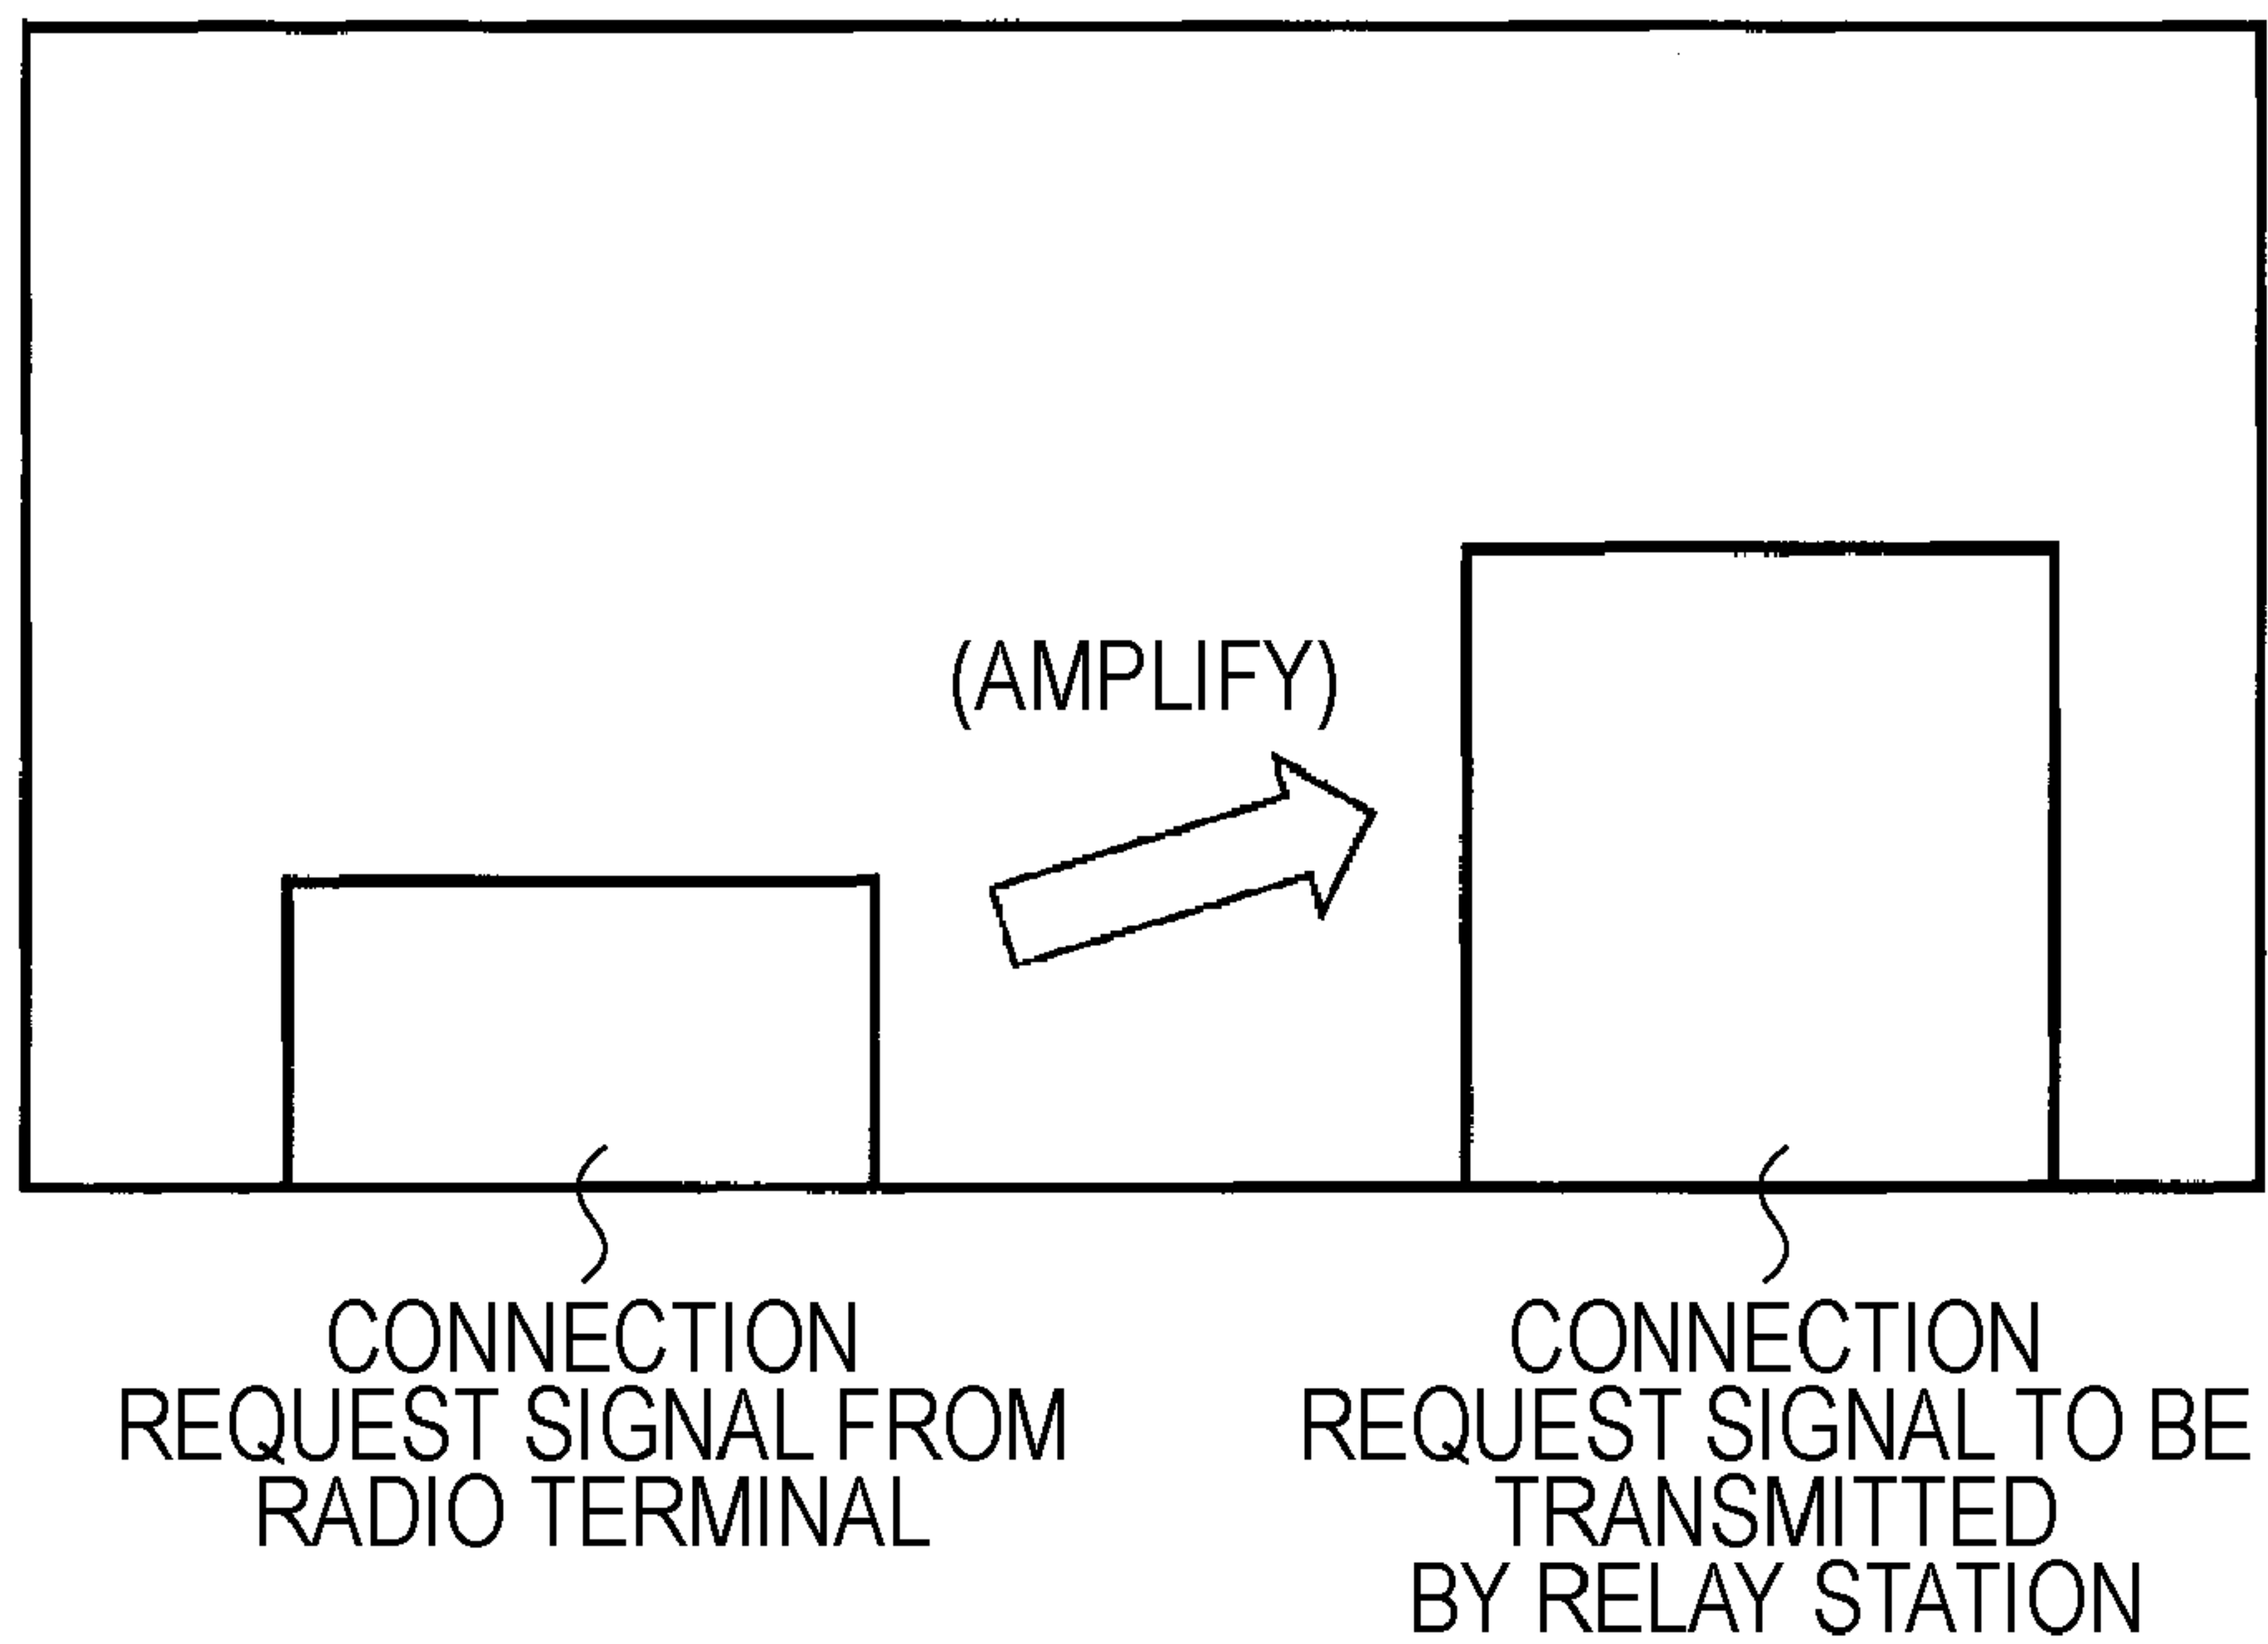 (AMPLIFY)
CONNECTION
REQUEST SIGNAL FROM
RADIO TERMINAL
CONNECTION
REQUEST SIGNAL TO BE
TRANSMITTED
BY RELAY STATION